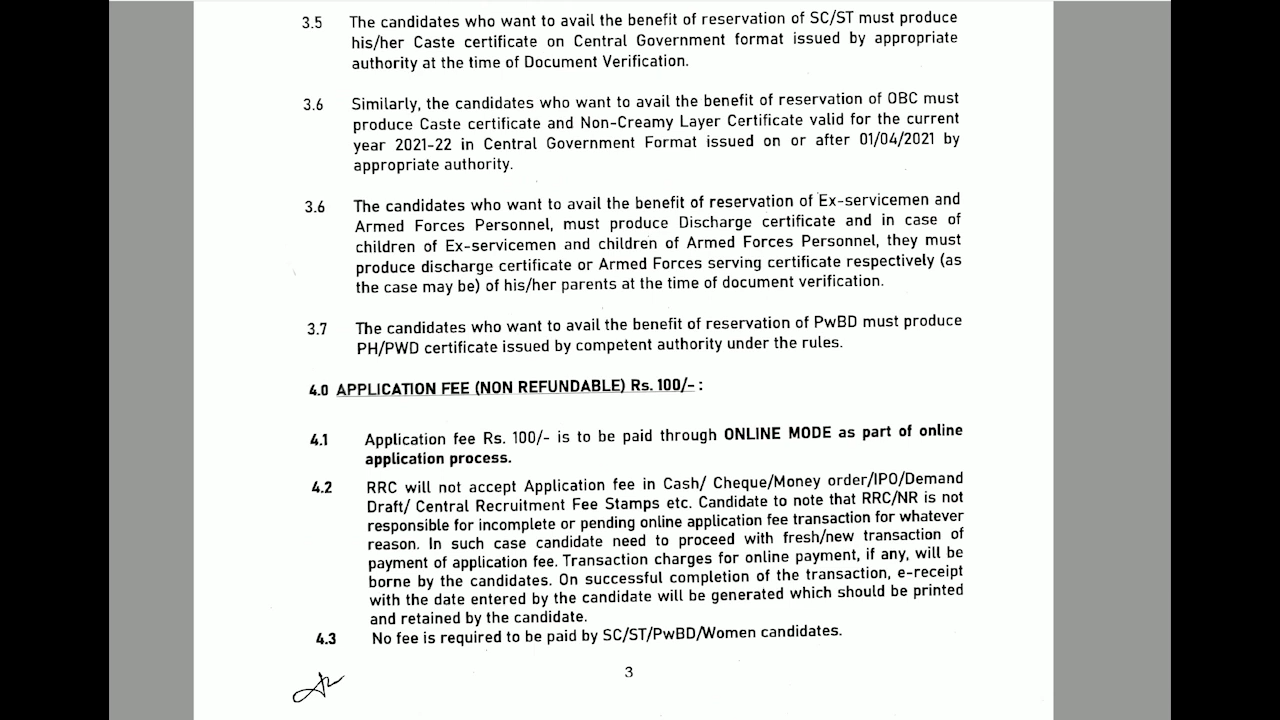 3.5 The candidates who want to avail the benefit of reservation of SC/ST must produce
his/her Caste certificate on Central Government format issued by appropriate
authority at the time of Document Verification.
3.6 Similarly, the candidates who want to avail the benefit of reservation of OBC must
produce Caste certificate and Non-Creamy Layer Certificate valid for the current
year 2021-22 in Central Government Format issued on or after 01/04/2021 by
appropriate authority.
3.6 The candidates who want to avail the benefit of reservation of Ex-servicemen and
Armed Forces Personnel, must produce Discharge certificate and in case of
children of Ex-servicemen and children of Armed Forces Personnel, they must
produce discharge certificate or Armed Forces serving certificate respectively (as
the case may be) of his/her parents at the time of document verification.
3.7 The candidates who want to avail the benefit of reservation of PwBD must produce
PH/PWD certificate issued by competent authority under the rules.
4.0 APPLICATION FEE (NON REFUNDABLE) Rs. 100/- :
4.1 Application fee Rs. 100/- is to be paid through ONLINE MODE as part of online
application process.
4.2 RRC will not accept Application fee in Cash/ Cheque/Money order/IPO/Demand
Draft/ Central Recruitment Fee Stamps etc. Candidate to note that RRC/NR is not
responsible for incomplete or pending online application fee transaction for whatever
reason. In such case candidate need to proceed with fresh/new transaction of
payment of application fee. Transaction charges for online payment, if any, will be
borne by the candidates. On successful completion of the transaction, e-receipt
with the date entered by the candidate will be generated which should be printed
and retained by the candidate.
4.3 No fee is required to be paid by SC/ST/PwBD/Women candidates.
3